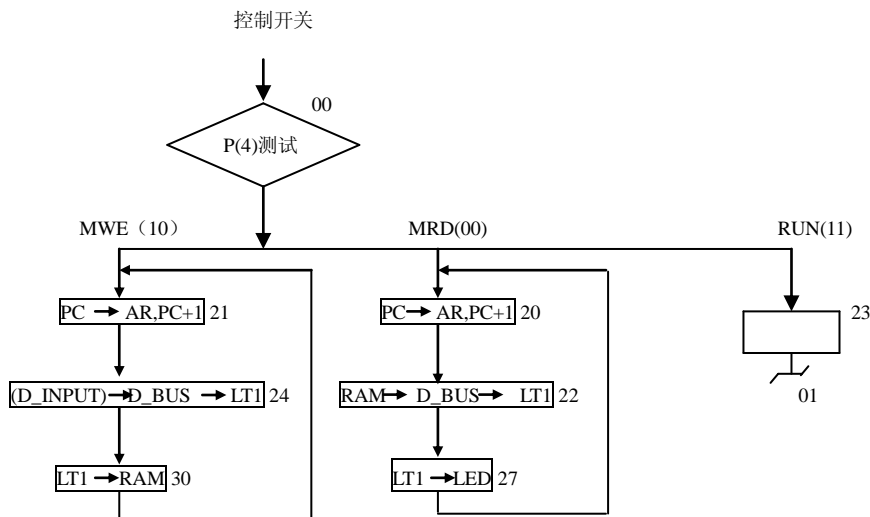 控制开关
00
P(4)测试
MWE（10） MRD(00) RUN(11)
PC → AR,PC+1 21
PC → AR,PC+1 20
23
(D_INPUT) → D_BUS → LT1 24
RAM → D_BUS → LT1 22
01
LT1 → RAM 30
LT1 → LED 27